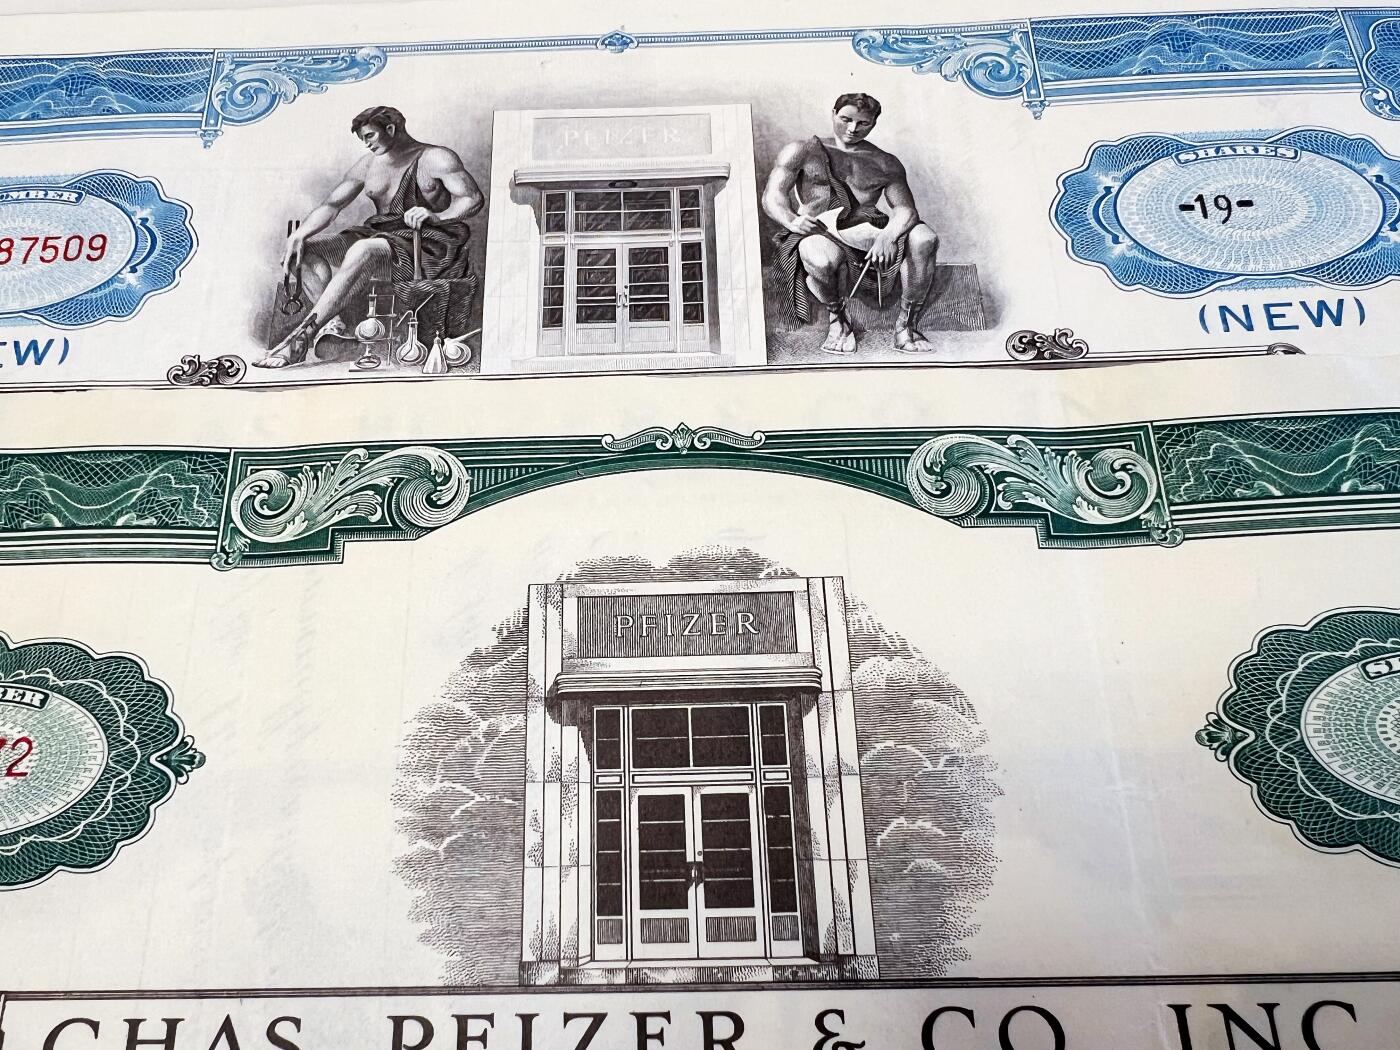 PFIZER
SHARES
87509
-19-
(NEW)
EW)
PFIZER
72
CHAS. PFIZER & CO., INC.